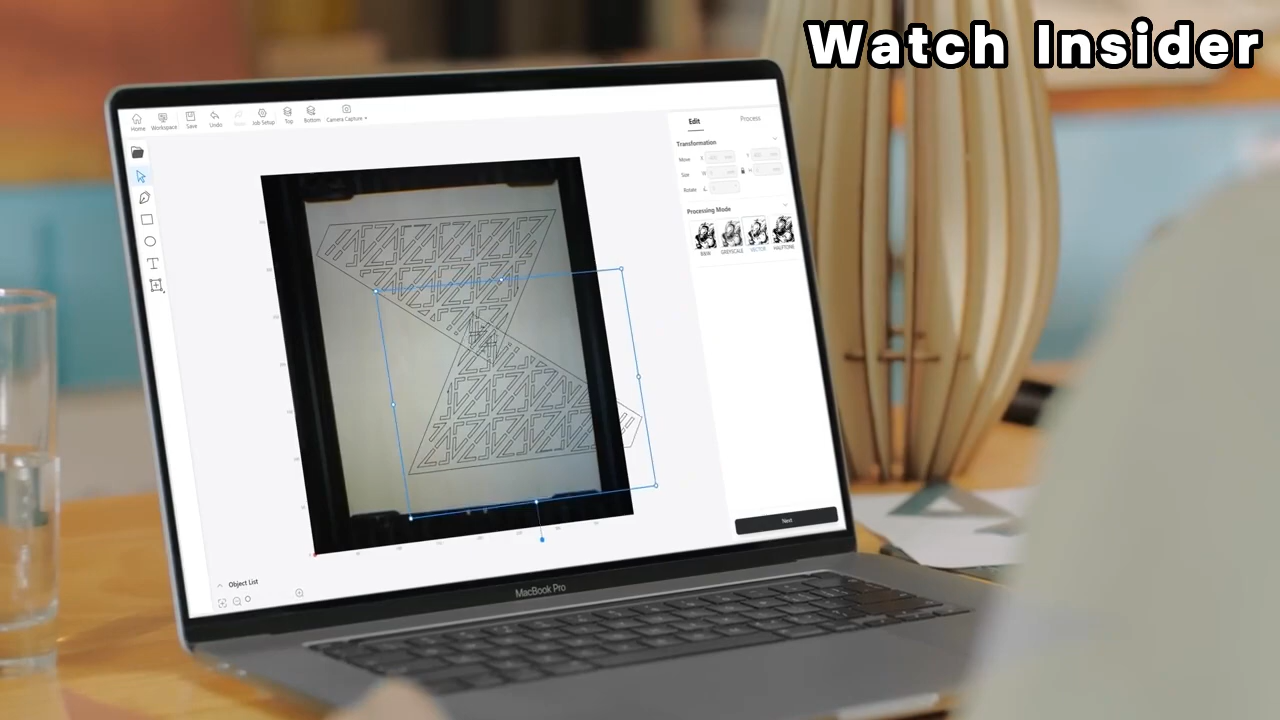 Watch Insider
Home
Workspace
Save
Undo
Job Setup
Top
Bottom
Camera Capture
Edit
Process
Transformation
Move X Y
Size W H
Rotate
Processing Mode
B&W
GREYSCALE
VECTOR
HALFTONE
Next
Object List
MacBook Pro